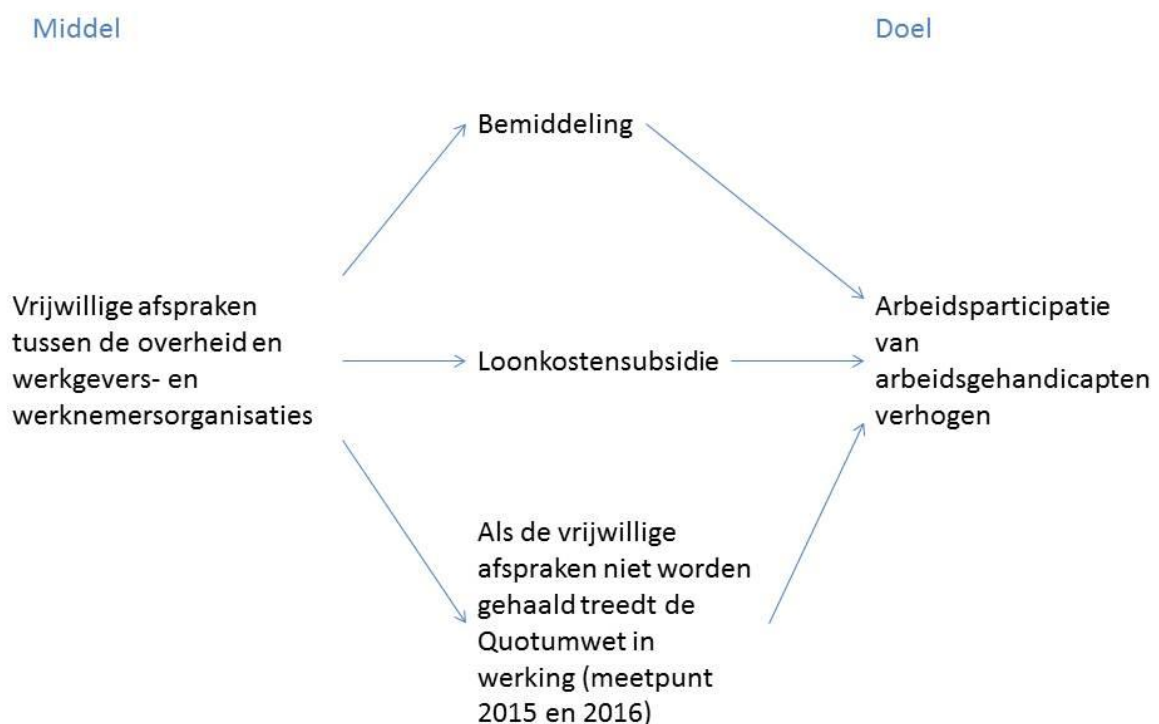 Middel
Doel
Bemiddeling
Vrijwillige afspraken
tussen de overheid en
werkgevers- en
werknemersorganisaties
Loonkostensubsidie
Arbeidsparticipatie
van
arbeidsgehandicapten
verhogen
Als de vrijwillige
afspraken niet worden
gehaald treedt de
Quotumwet in
werking (meetpunt
2015 en 2016)